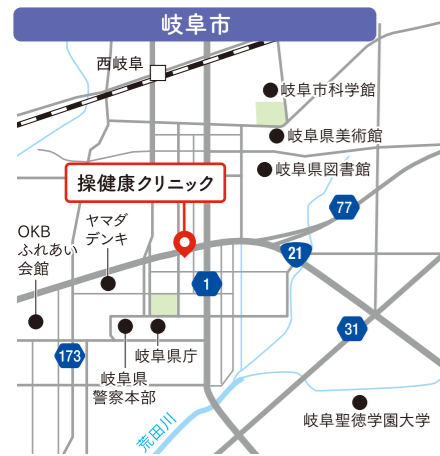 岐阜市
西岐阜
岐阜市科学館
岐阜県美術館
岐阜県図書館
操健康クリニック
77
OKB
ふれあい
会館
ヤマダ
デンキ
21
1
31
173
岐阜県庁
岐阜県
警察本部
荒田川
岐阜聖徳学園大学